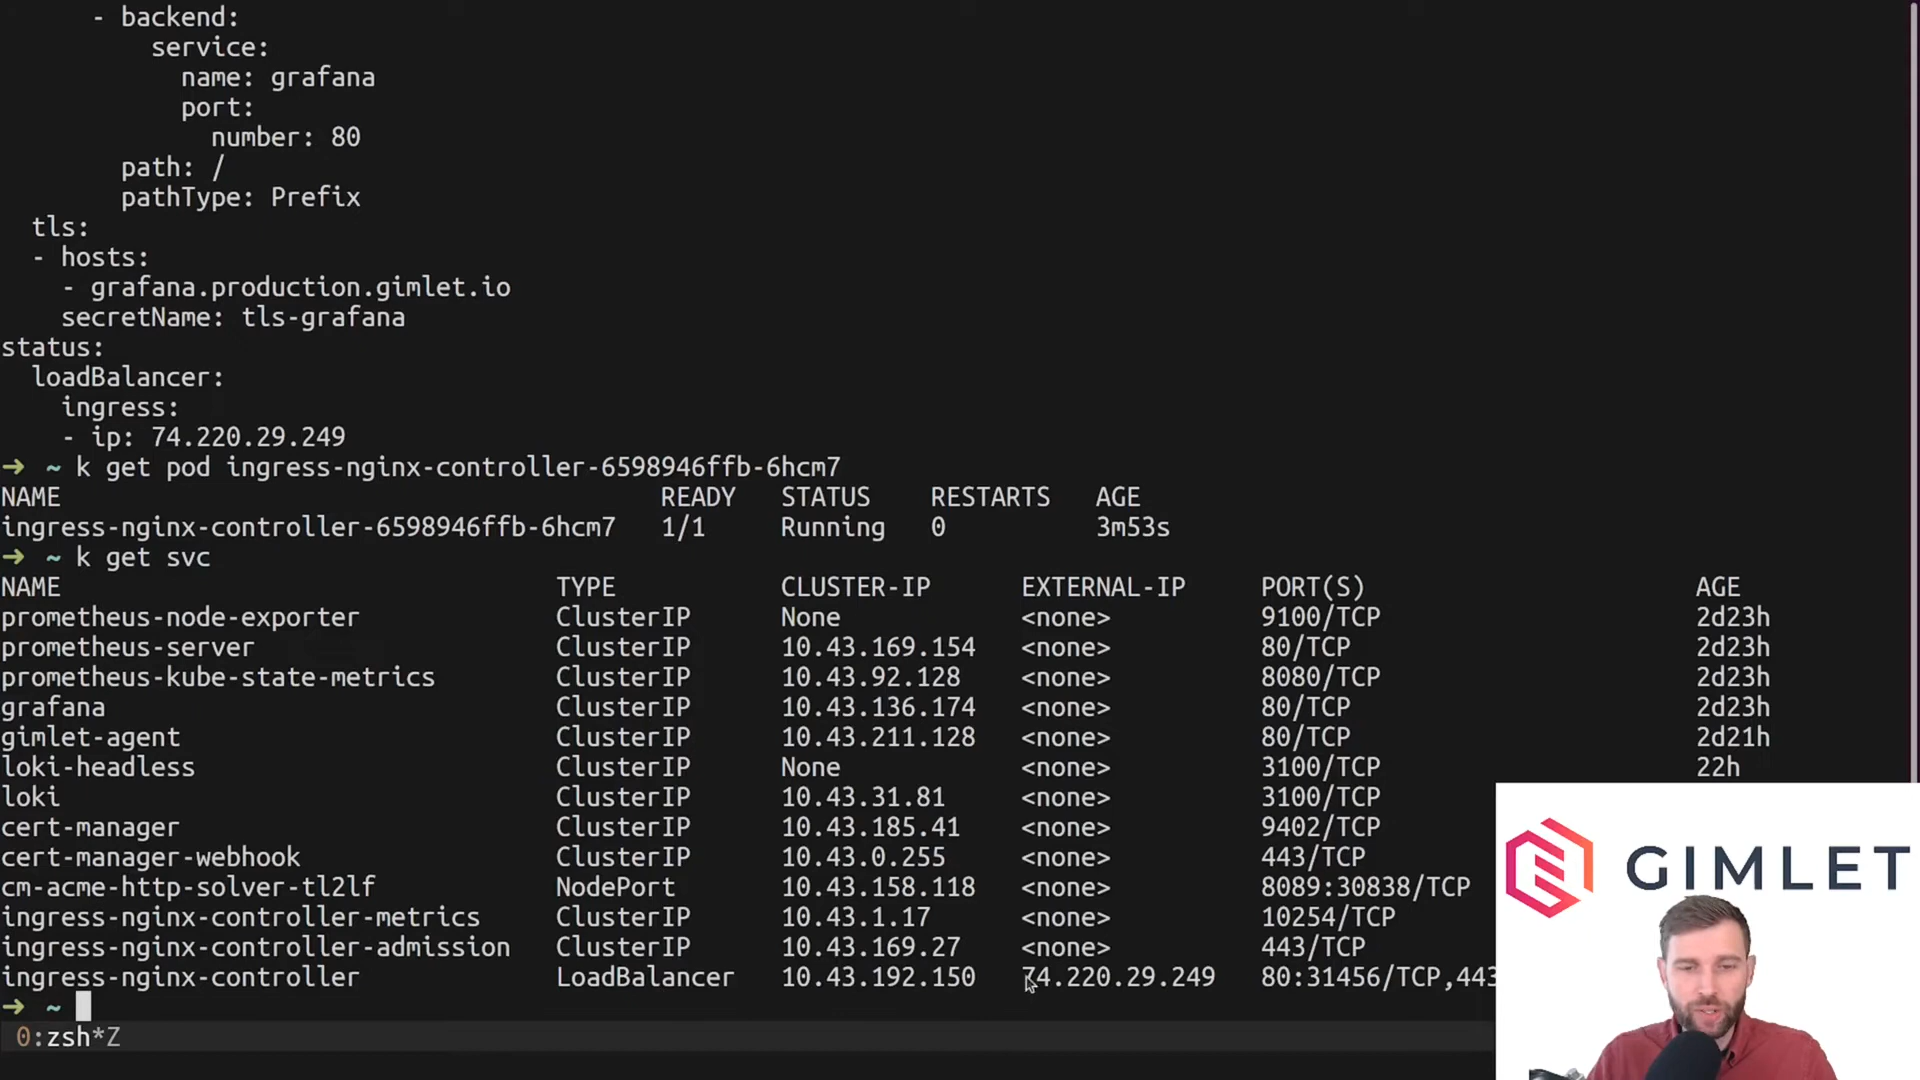 - backend:
service:
name: grafana
port:
number: 80
path: /
pathType: Prefix
tls:
- hosts:
- grafana.production.gimlet.io
secretName: tls-grafana
status:
loadBalancer:
ingress:
- ip: 74.220.29.249
➜ ~ k get pod ingress-nginx-controller-6598946ffb-6hcm7
NAME READY STATUS RESTARTS AGE
ingress-nginx-controller-6598946ffb-6hcm7 1/1 Running 0 3m53s
➜ ~ k get svc
NAME TYPE CLUSTER-IP EXTERNAL-IP PORT(S) AGE
prometheus-node-exporter ClusterIP None <none> 9100/TCP 2d23h
prometheus-server ClusterIP 10.43.169.154 <none> 80/TCP 2d23h
prometheus-kube-state-metrics ClusterIP 10.43.92.128 <none> 8080/TCP 2d23h
grafana ClusterIP 10.43.136.174 <none> 80/TCP 2d23h
gimlet-agent ClusterIP 10.43.211.128 <none> 80/TCP 2d21h
loki-headless ClusterIP None <none> 3100/TCP 22h
loki ClusterIP 10.43.31.81 <none> 3100/TCP
cert-manager ClusterIP 10.43.185.41 <none> 9402/TCP
cert-manager-webhook ClusterIP 10.43.0.255 <none> 443/TCP
cm-acme-http-solver-tl2lf NodePort 10.43.158.118 <none> 8089:30838/TCP
ingress-nginx-controller-metrics ClusterIP 10.43.1.17 <none> 10254/TCP
ingress-nginx-controller-admission ClusterIP 10.43.169.27 <none> 443/TCP
ingress-nginx-controller LoadBalancer 10.43.192.150 74.220.29.249 80:31456/TCP,443
➜ ~
0:zsh*Z
GIMLET